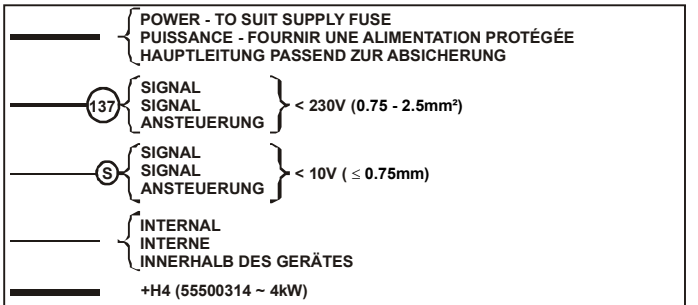 POWER - TO SUIT SUPPLY FUSE
PUISSANCE - FOURNIR UNE ALIMENTATION PROTÉGÉE
HAUPTLEITUNG PASSEND ZUR ABSICHERUNG
SIGNAL
137 SIGNAL < 230V (0.75 - 2.5mm²)
ANSTEUERUNG
SIGNAL
S SIGNAL < 10V ( ≤ 0.75mm)
ANSTEUERUNG
INTERNAL
INTERNE
INNERHALB DES GERÄTES
+H4 (55500314 ~ 4kW)